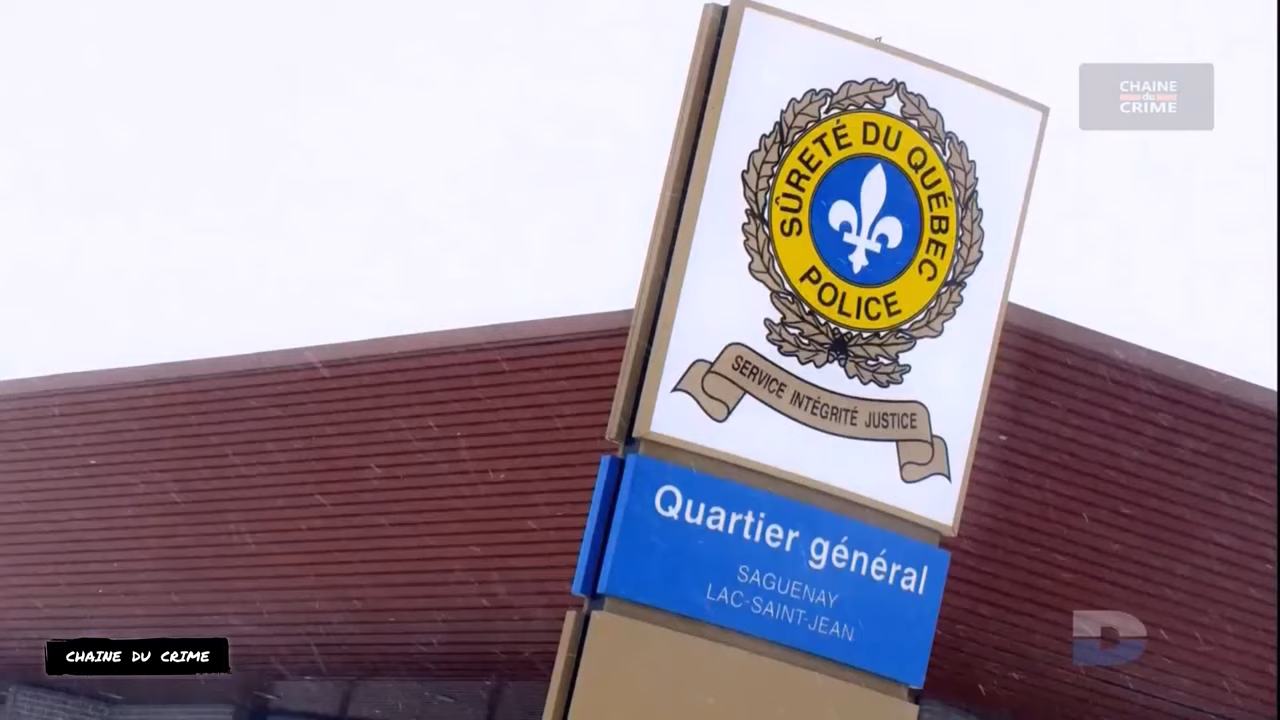 CHAINE
du
CRIME
SÛRETÉ DU QUÉBEC
POLICE
SERVICE INTÉGRITÉ JUSTICE
Quartier général
SAGUENAY
LAC-SAINT-JEAN
CHAINE DU CRIME
D